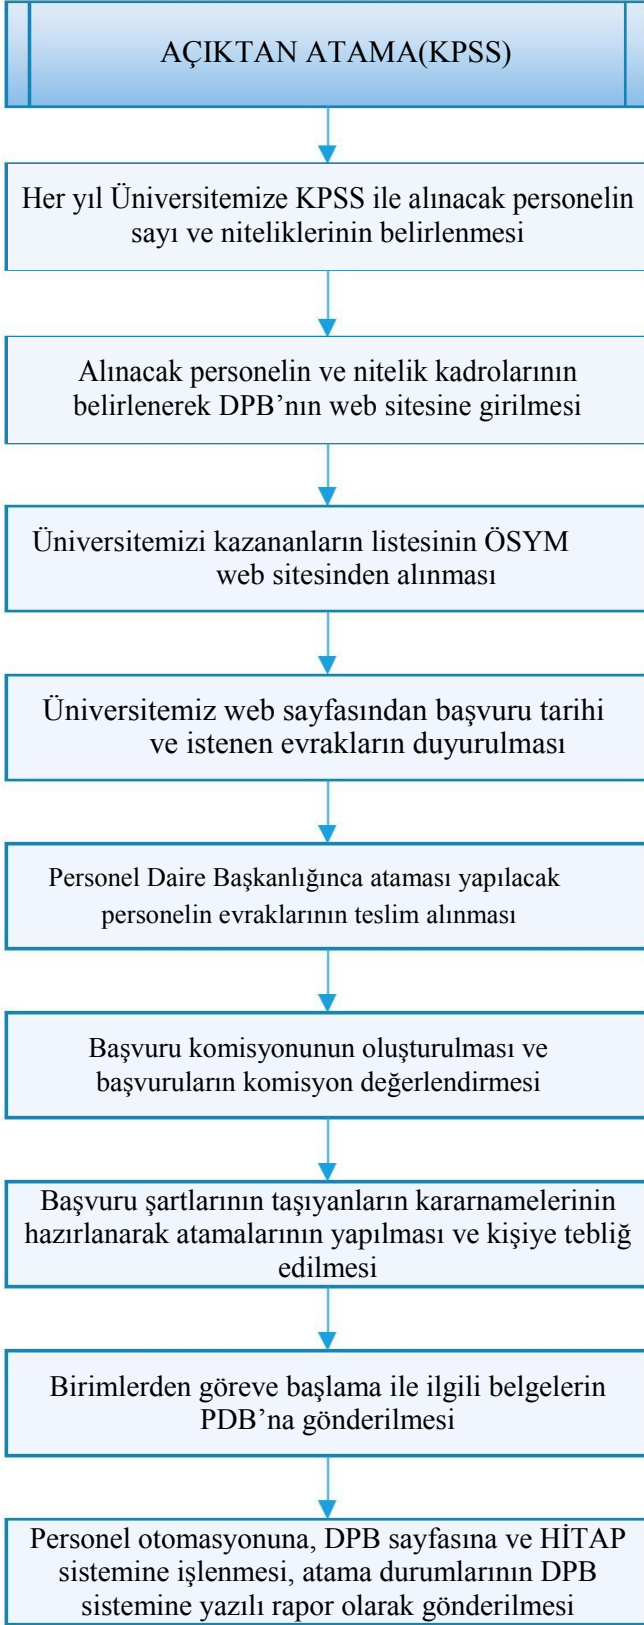 AÇIKTAN ATAMA(KPSS)
Her yıl Üniversitemize KPSS ile alınacak personelin
sayı ve niteliklerinin belirlenmesi
Alınacak personelin ve nitelik kadrolarının
belirlenerek DPB’nın web sitesine girilmesi
Üniversitemizi kazananların listesinin ÖSYM
web sitesinden alınması
Üniversitemiz web sayfasından başvuru tarihi
ve istenen evrakların duyurulması
Personel Daire Başkanlığınca ataması yapılacak
personelin evraklarının teslim alınması
Başvuru komisyonunun oluşturulması ve
başvuruların komisyon değerlendirmesi
Başvuru şartlarının taşıyanların kararnamelerinin
hazırlanarak atamalarının yapılması ve kişiye tebliğ
edilmesi
Birimlerden göreve başlama ile ilgili belgelerin
PDB’na gönderilmesi
Personel otomasyonuna, DPB sayfasına ve HİTAP
sistemine işlenmesi, atama durumlarının DPB
sistemine yazılı rapor olarak gönderilmesi